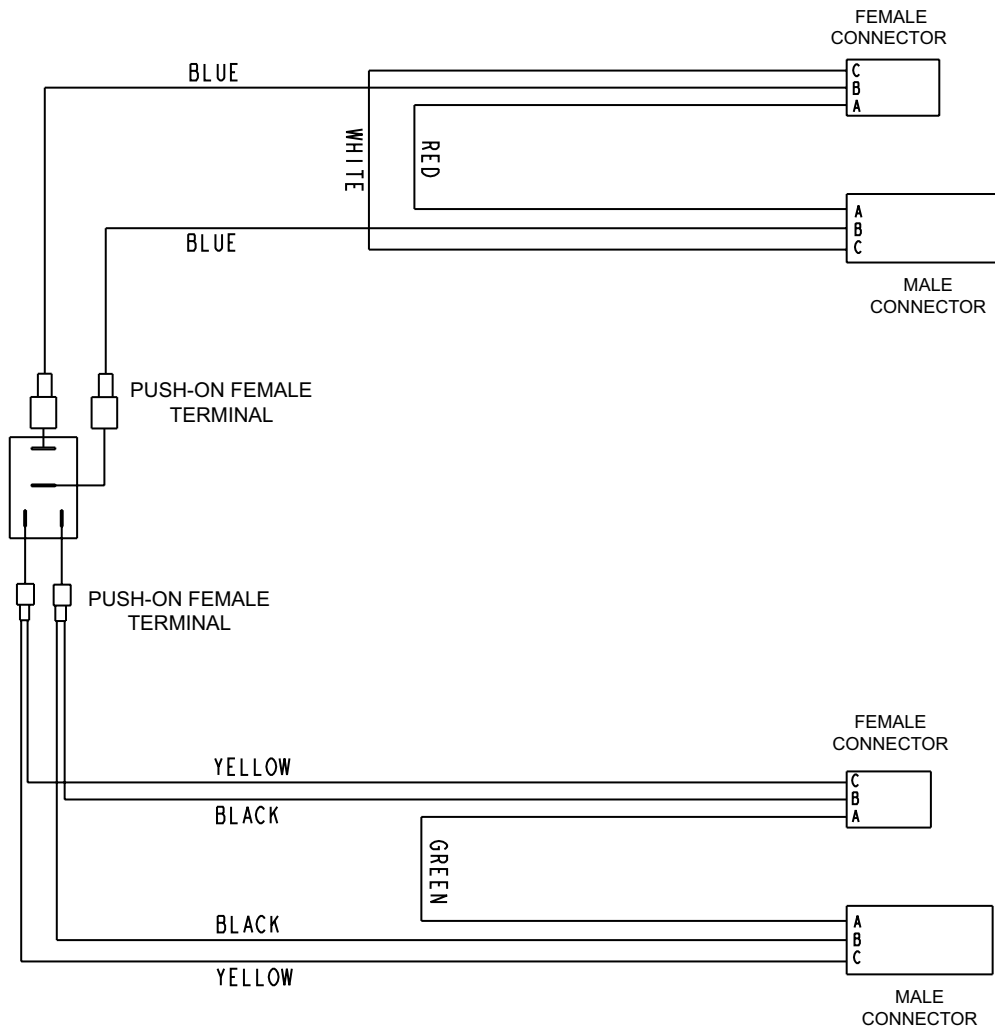 FEMALE
CONNECTOR
BLUE
C
B
A
WHITE
RED
A
B
C
BLUE
MALE
CONNECTOR
PUSH-ON FEMALE
TERMINAL
PUSH-ON FEMALE
TERMINAL
FEMALE
CONNECTOR
YELLOW
C
B
A
BLACK
GREEN
BLACK
A
B
C
YELLOW
MALE
CONNECTOR